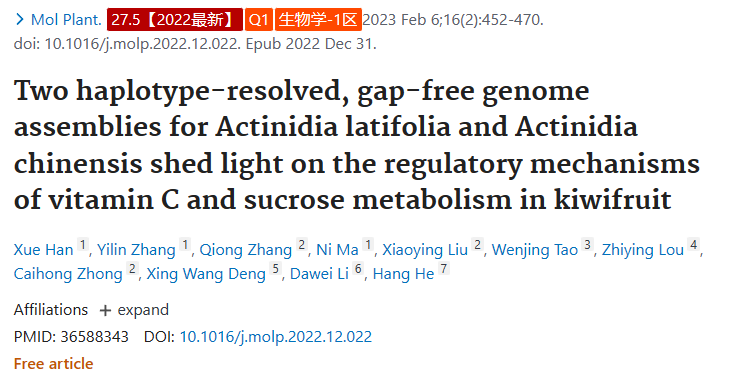 Mol Plant. 27.5【2022最新】 Q1 生物学-1区 2023 Feb 6;16(2):452-470.
doi: 10.1016/j.molp.2022.12.022. Epub 2022 Dec 31.
Two haplotype-resolved, gap-free genome
assemblies for Actinidia latifolia and Actinidia
chinensis shed light on the regulatory mechanisms
of vitamin C and sucrose metabolism in kiwifruit
Xue Han 1, Yilin Zhang 1, Qiong Zhang 2, Ni Ma 1, Xiaoying Liu 2, Wenjing Tao 3, Zhiying Lou 4,
Caihong Zhong 2, Xing Wang Deng 5, Dawei Li 6, Hang He 7
Affiliations + expand
PMID: 36588343 DOI: 10.1016/j.molp.2022.12.022
Free article